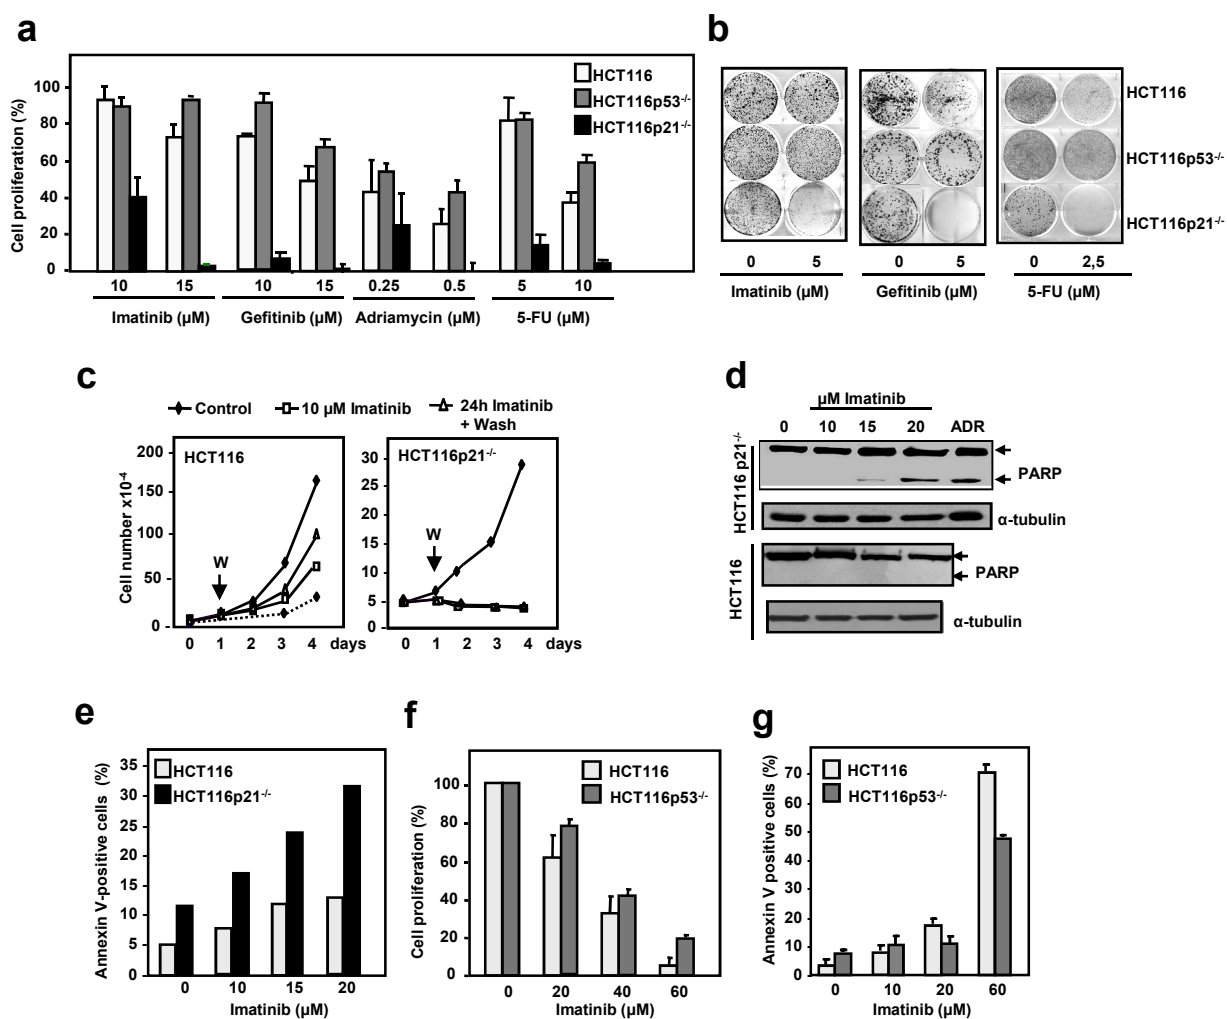 a
Cell proliferation (%)
100
80
60
40
20
0
HCT116
HCT116p53-/-
HCT116p21-/-
10 15 10 15 0.25 0.5 5 10
Imatinib (µM) Gefitinib (µM) Adriamycin (µM) 5-FU (µM)
b
HCT116
HCT116p53-/-
HCT116p21-/-
0 5 0 5 0 2,5
Imatinib (µM) Gefitinib (µM) 5-FU (µM)
c
Control 10 µM Imatinib 24h Imatinib
+ Wash
Cell number x10-4
200
150
100
50
0
HCT116
W
0 1 2 3 4 days
30
25
20
15
10
5
0
HCT116p21-/-
W
0 1 2 3 4 days
d
µM Imatinib
0 10 15 20 ADR
HCT116 p21-/-
PARP
α-tubulin
HCT116
PARP
α-tubulin
e
Annexin V-positive cells (%)
35
30
25
20
15
10
5
0
HCT116
HCT116p21-/-
0 10 15 20
Imatinib (µM)
f
Cell proliferation (%)
100
80
60
40
20
0
HCT116
HCT116p53-/-
0 20 40 60
Imatinib (µM)
g
Annexin V positive cells (%)
70
60
50
40
30
20
10
0
HCT116
HCT116p53-/-
0 10 20 60
Imatinib (µM)